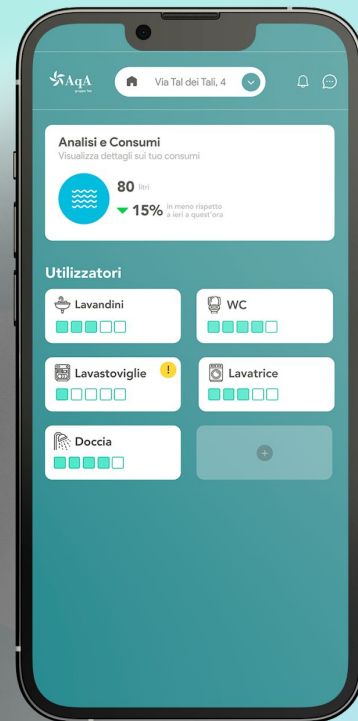 AqA
Via Tal dei Tali, 4
Analisi e Consumi
Visualizza dettagli sui tuo consumi
80 litri
15% in meno rispetto
a ieri a quest'ora
Utilizzatori
Lavandini
WC
Lavastoviglie !
Lavatrice
Doccia
+